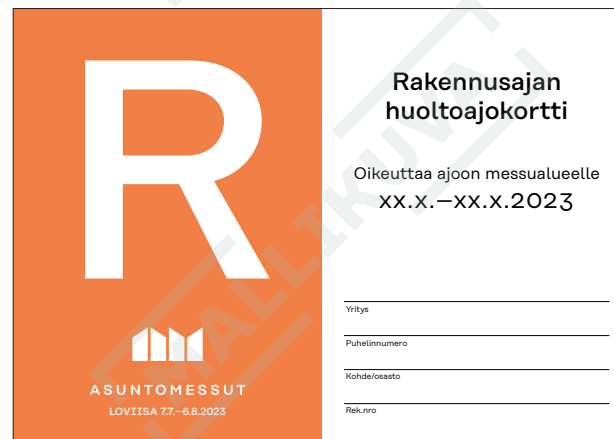 R
ASUNTOMESSUT
LOVIISA 7.7.–6.8.2023
Rakennusajan
huoltoajokortti
Oikeuttaa ajoon messualueelle
xx.x.–xx.x.2023
Yritys
Puhelinnumero
Kohde/osasto
Rek.nro
MALLIKUVA